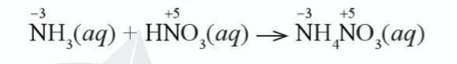 -3 +5 -3 +5
NH₃(aq) + HNO₃(aq) → NH₄NO₃(aq)